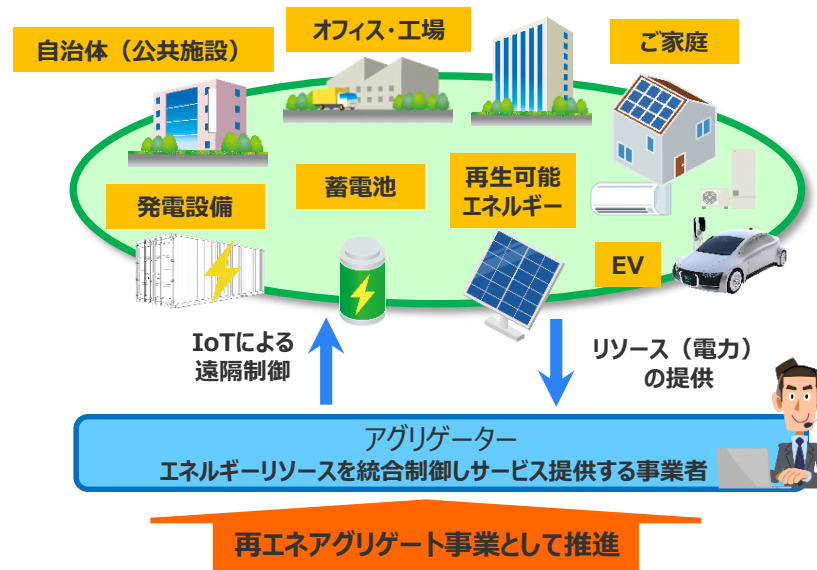 自治体（公共施設）
オフィス・工場
ご家庭
発電設備
蓄電池
再生可能
エネルギー
EV
IoTによる
遠隔制御
リソース（電力）
の提供
アグリゲーター
エネルギーリソースを統合制御しサービス提供する事業者
再エネアグリゲート事業として推進